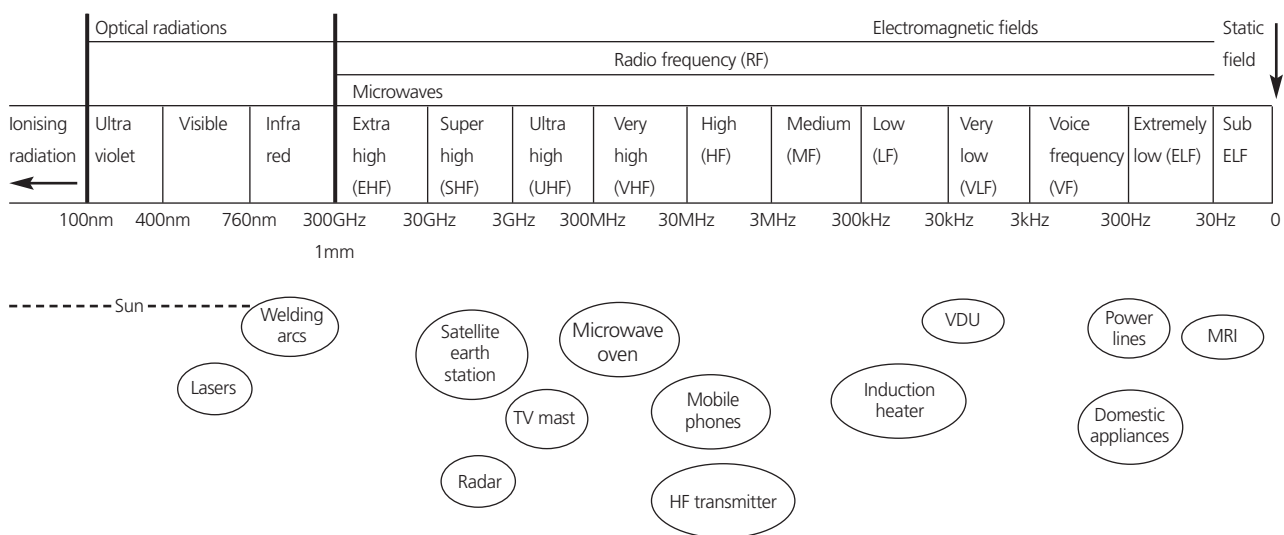 Optical radiations
Electromagnetic fields
Static
field
Radio frequency (RF)
Microwaves
Ionising
radiation
Ultra
violet
Visible
Infra
red
Extra
high
(EHF)
Super
high
(SHF)
Ultra
high
(UHF)
Very
high
(VHF)
High
(HF)
Medium
(MF)
Low
(LF)
Very
low
(VLF)
Voice
frequency
(VF)
Extremely
low (ELF)
Sub
ELF
100nm 400nm 760nm 300GHz 30GHz 3GHz 300MHz 30MHz 3MHz 300kHz 30kHz 3kHz 300Hz 30Hz 0
1mm
Sun
Welding
arcs
Lasers
Satellite
earth
station
Radar
TV mast
Microwave
oven
Mobile
phones
HF transmitter
Induction
heater
VDU
Power
lines
Domestic
appliances
MRI